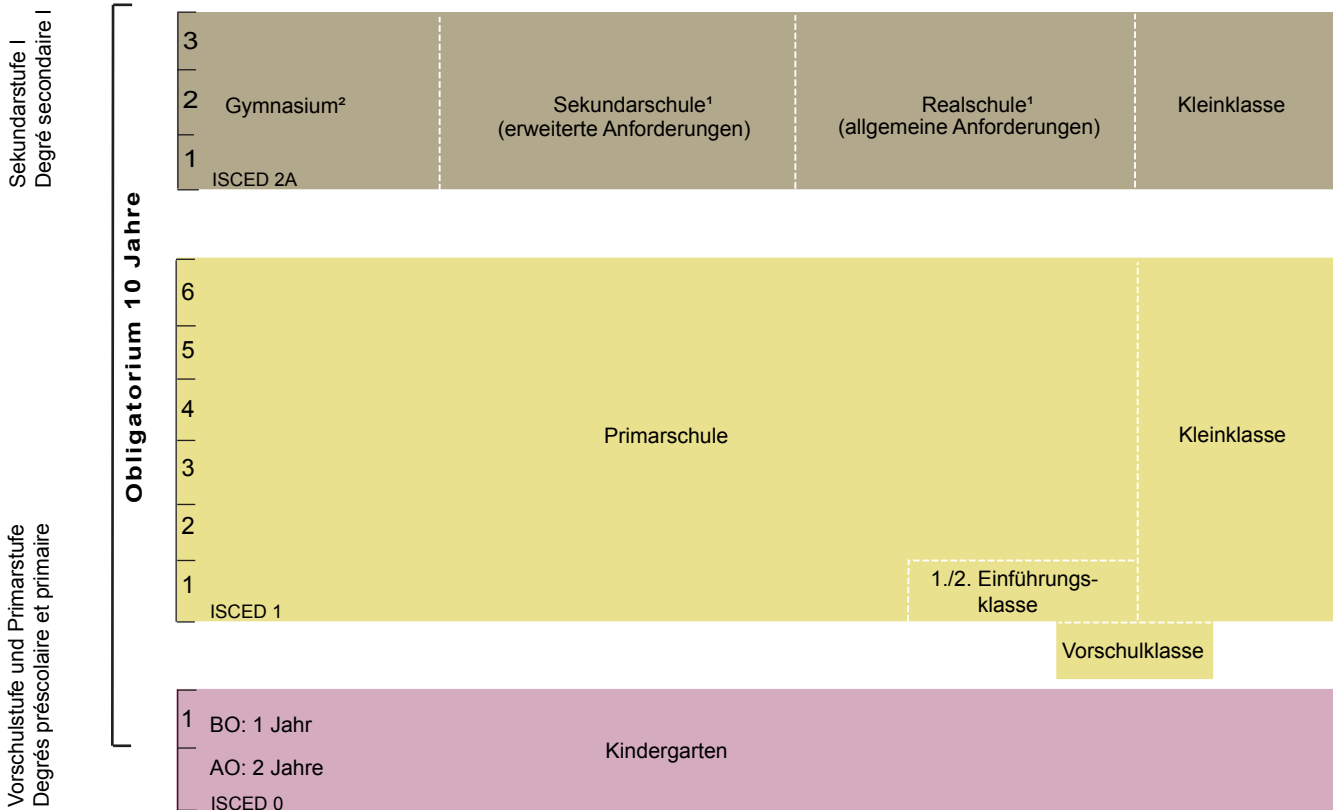 Sekundarstufe I
Degré secondaire I
Obligatorium 10 Jahre
3
2
1
Gymnasium²
ISCED 2A
Sekundarschule¹
(erweiterte Anforderungen)
Realschule¹
(allgemeine Anforderungen)
Kleinklasse
Vorschulstufe und Primarstufe
Degrés préscolaire et primaire
6
5
4
3
2
1
ISCED 1
Primarschule
Kleinklasse
1./2. Einführungs-
klasse
Vorschulklasse
1
BO: 1 Jahr
AO: 2 Jahre
ISCED 0
Kindergarten